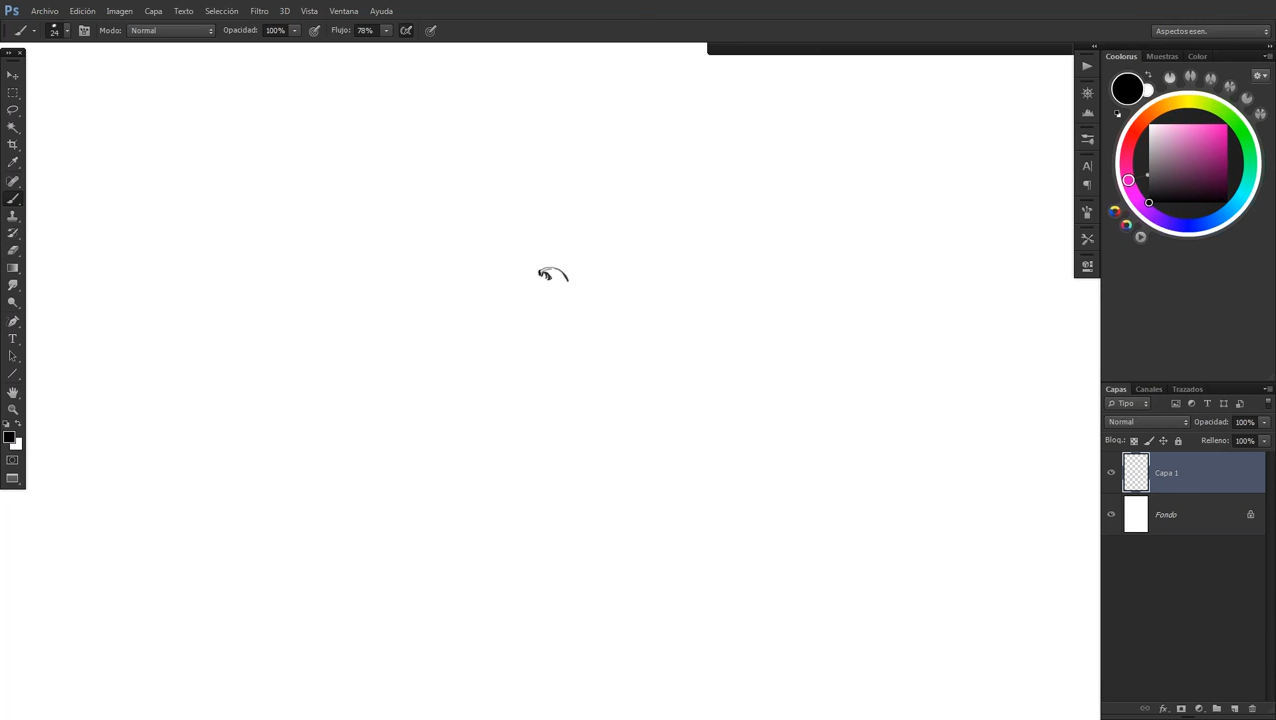 Ps Archivo Edición Imagen Capa Texto Selección Filtro 3D Vista Ventana Ayuda
24 Modo: Normal Opacidad: 100% Flujo: 78% Aspectos esen.
Coolorus Muestras Color
Capas Canales Trazados
Tipo
Normal Opacidad: 100%
Bloq.: Relleno: 100%
Capa 1
Fondo